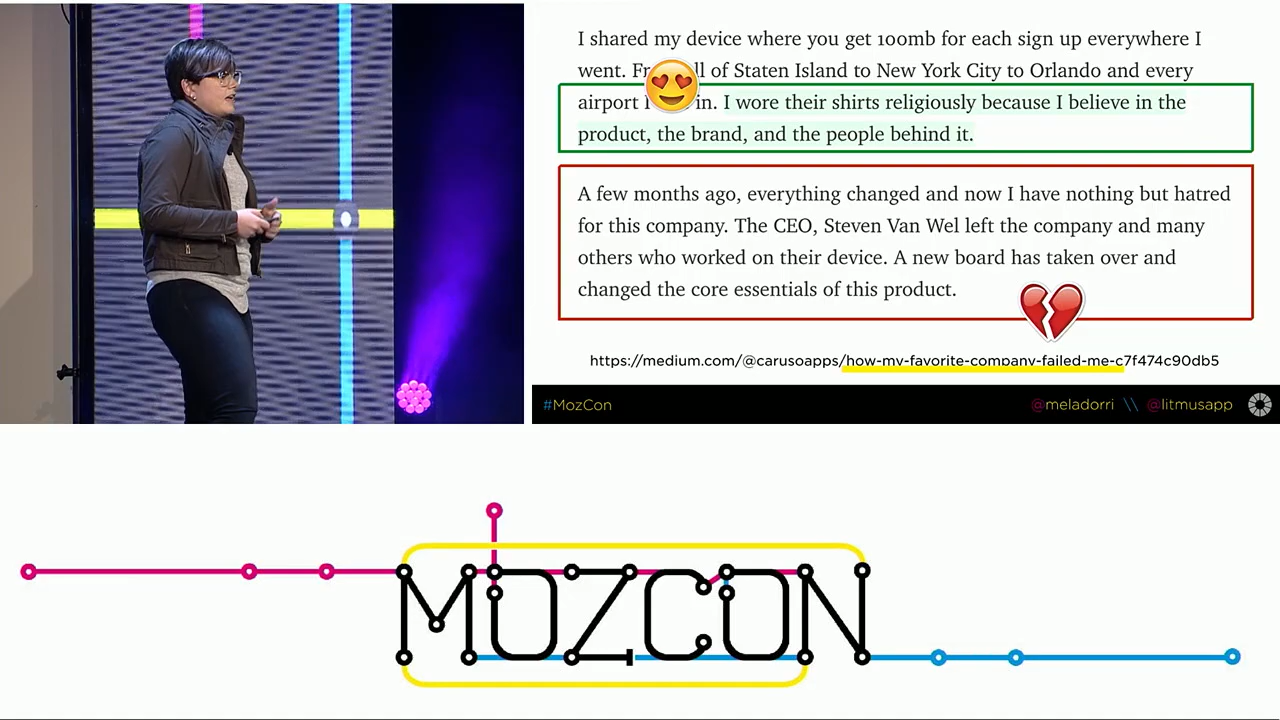 I shared my device where you get 100mb for each sign up everywhere I
went. ll of Staten Island to New York City to Orlando and every
airport in. I wore their shirts religiously because I believe in the
product, the brand, and the people behind it.
A few months ago, everything changed and now I have nothing but hatred
for this company. The CEO, Steven Van Wel left the company and many
others who worked on their device. A new board has taken over and
changed the core essentials of this product.
https://medium.com/@carusoapps/how-my-favorite-company-failed-me-c7f474c90db5
#MozCon @meladorri \\ @litmusapp
MOZCON